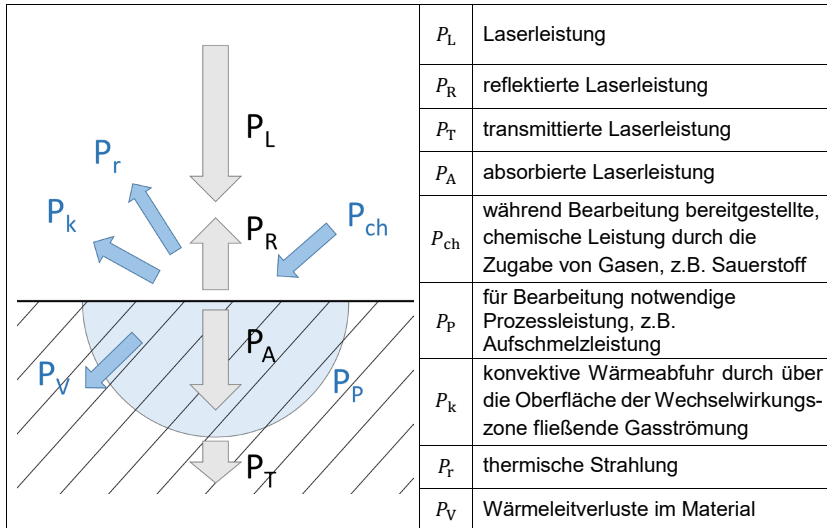 P_L
P_r
P_k
P_R
P_ch
P_A
P_V
P_P
P_T
P_L Laserleistung
P_R reflektierte Laserleistung
P_T transmittierte Laserleistung
P_A absorbierte Laserleistung
P_ch während Bearbeitung bereitgestellte,
chemische Leistung durch die
Zugabe von Gasen, z.B. Sauerstoff
P_P für Bearbeitung notwendige
Prozessleistung, z.B.
Aufschmelzleistung
P_k konvektive Wärmeabfuhr durch über
die Oberfläche der Wechselwirkungs-
zone fließende Gasströmung
P_r thermische Strahlung
P_V Wärmeleitverluste im Material